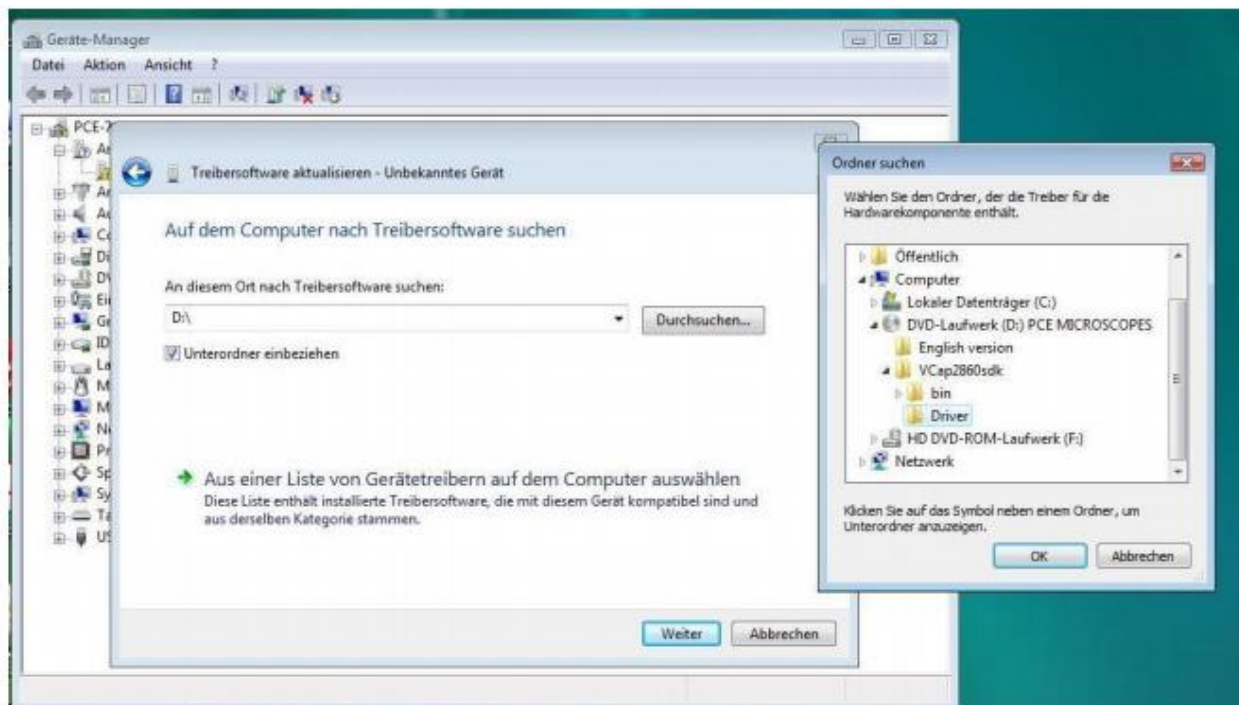 Geräte-Manager
Datei Aktion Ansicht ?
PCE-
Treibersoftware aktualisieren - Unbekanntes Gerät
Auf dem Computer nach Treibersoftware suchen
An diesem Ort nach Treibersoftware suchen:
D:\
Durchsuchen...
Unterordner einbeziehen
Aus einer Liste von Gerätetreibern auf dem Computer auswählen
Diese Liste enthält installierte Treibersoftware, die mit diesem Gerät kompatibel sind und
aus derselben Kategorie stammen.
Weiter Abbrechen
Ordner suchen
Wählen Sie den Ordner, der die Treiber für die
Hardwarekomponente enthält.
Öffentlich
Computer
Lokaler Datenträger (C:)
DVD-Laufwerk (D:) PCE MICROSCOPES
English version
VCap2860sdk
bin
Driver
HD DVD-ROM-Laufwerk (F:)
Netzwerk
Klicken Sie auf das Symbol neben einem Ordner, um
Unterordner anzuzeigen.
OK Abbrechen